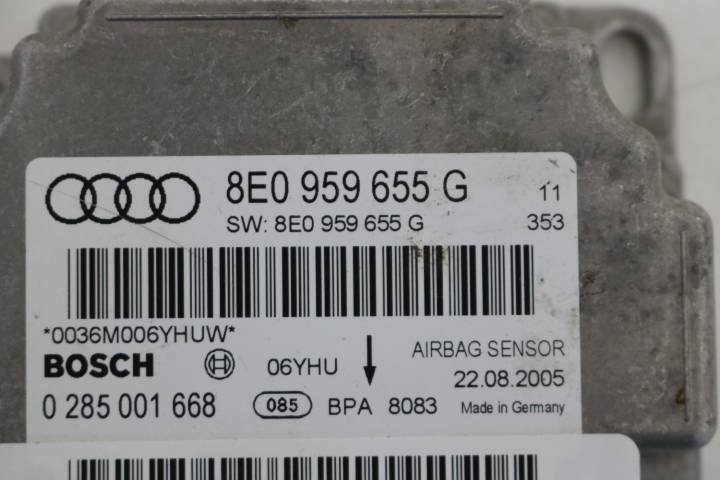 8E0 959 655 G 11
SW: 8E0 959 655 G 353
*0036M006YHUW*
BOSCH 06YHU AIRBAG SENSOR
22.08.2005
0 285 001 668 085 BPA 8083 Made in Germany